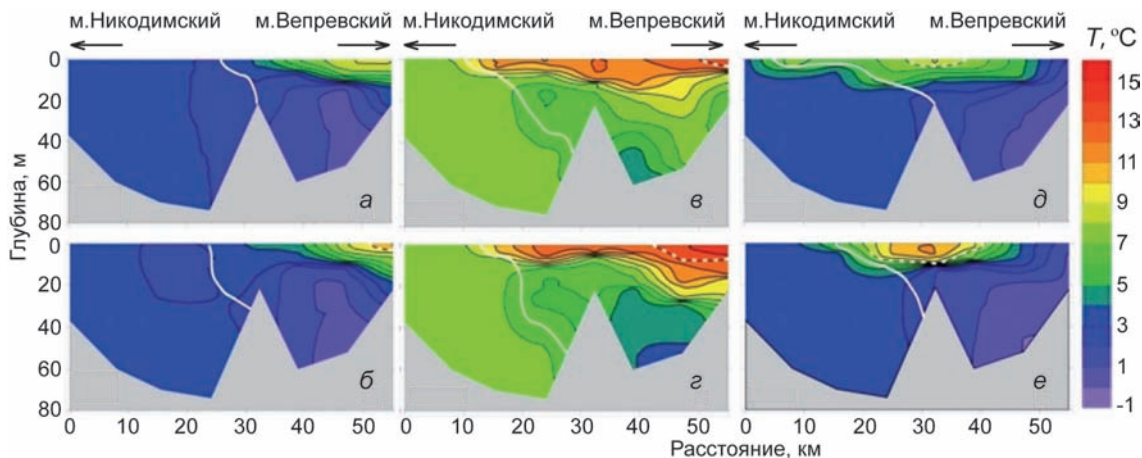 м.Никодимский м.Вепревский м.Никодимский м.Вепревский м.Никодимский м.Вепревский
T, °C
0
20
40
60
80
а
в
д
15
13
11
9
7
5
3
1
-1
Глубина, м
0
20
40
60
80
б
г
е
0 10 20 30 40 50 0 10 20 30 40 50 0 10 20 30 40 50
Расстояние, км